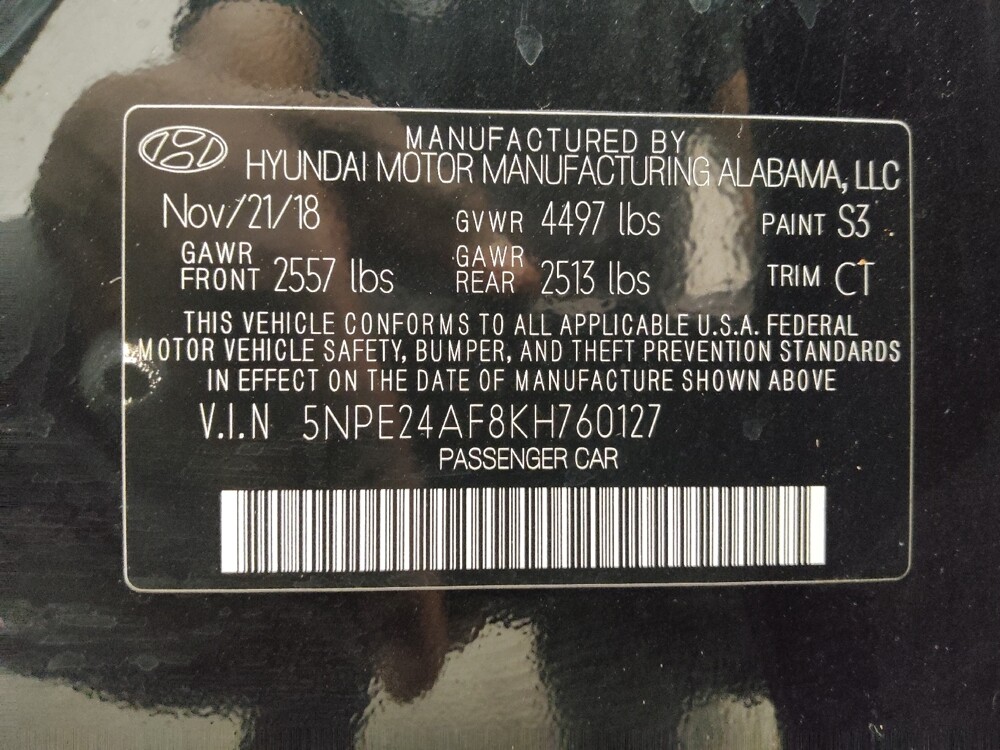 MANUFACTURED BY
HYUNDAI MOTOR MANUFACTURING ALABAMA, LLC
Nov/21/18 GVWR 4497 lbs PAINT S3
GAWR FRONT 2557 lbs GAWR REAR 2513 lbs TRIM CT
THIS VEHICLE CONFORMS TO ALL APPLICABLE U.S.A. FEDERAL
MOTOR VEHICLE SAFETY, BUMPER, AND THEFT PREVENTION STANDARDS
IN EFFECT ON THE DATE OF MANUFACTURE SHOWN ABOVE
V.I.N 5NPE24AF8KH760127
PASSENGER CAR